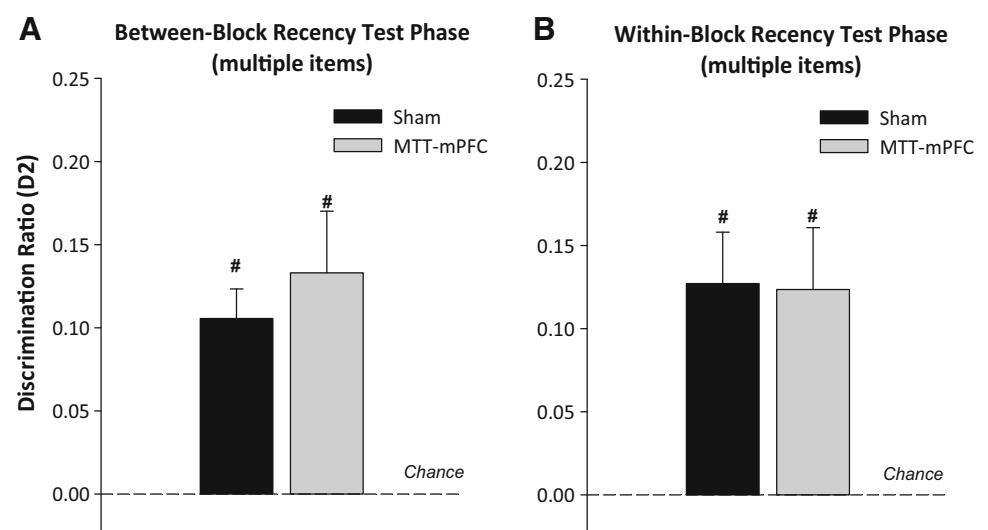 A
Between-Block Recency Test Phase
(multiple items)
Discrimination Ratio (D2)
0.25
0.20
0.15
0.10
0.05
0.00
Sham
MTT-mPFC
#
#
Chance
B
Within-Block Recency Test Phase
(multiple items)
0.25
0.20
0.15
0.10
0.05
0.00
Sham
MTT-mPFC
#
#
Chance